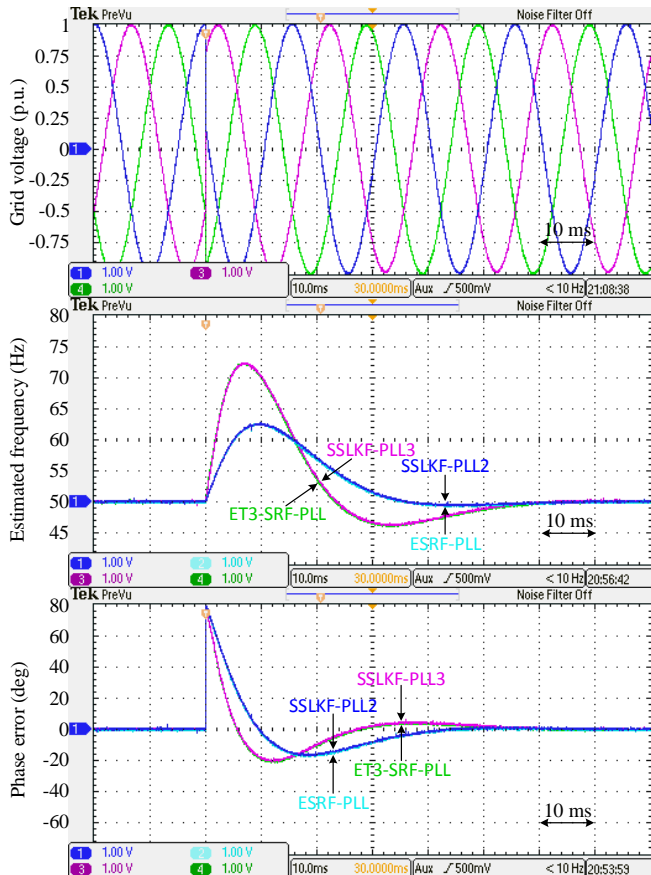 Tek PreVu Noise Filter Off
Grid voltage (p.u.)
1
0.75
0.5
0.25
0
-0.25
-0.5
-0.75
1
10 ms
1 1.00 V 3 1.00 V
4 1.00 V
10.0ms 30.0000ms Aux 500mV < 10 Hz 21:08:38
Tek PreVu Noise Filter Off
Estimated frequency (Hz)
80
75
70
65
60
55
50
45
1
SSLKF-PLL3
SSLKF-PLL2
ET3-SRF-PLL
ESRF-PLL
10 ms
1 1.00 V 2 1.00 V
3 1.00 V 4 1.00 V
10.0ms 30.0000ms Aux 500mV < 10 Hz 20:56:42
Tek PreVu Noise Filter Off
Phase error (deg)
80
60
40
20
0
-20
-40
-60
1
SSLKF-PLL3
SSLKF-PLL2
ET3-SRF-PLL
ESRF-PLL
10 ms
1 1.00 V 2 1.00 V
3 1.00 V 4 1.00 V
10.0ms 30.0000ms Aux 500mV < 10 Hz 20:53:59